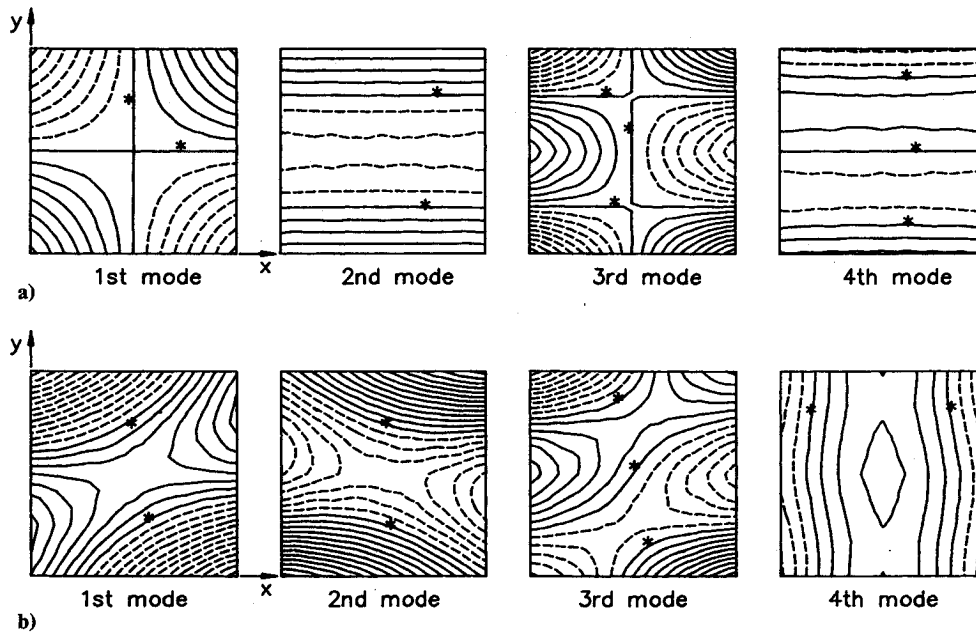 y
* * * * * * * * * *
x
1st mode 2nd mode 3rd mode 4th mode
a)
y
* * * * * * * * *
x
1st mode 2nd mode 3rd mode 4th mode
b)